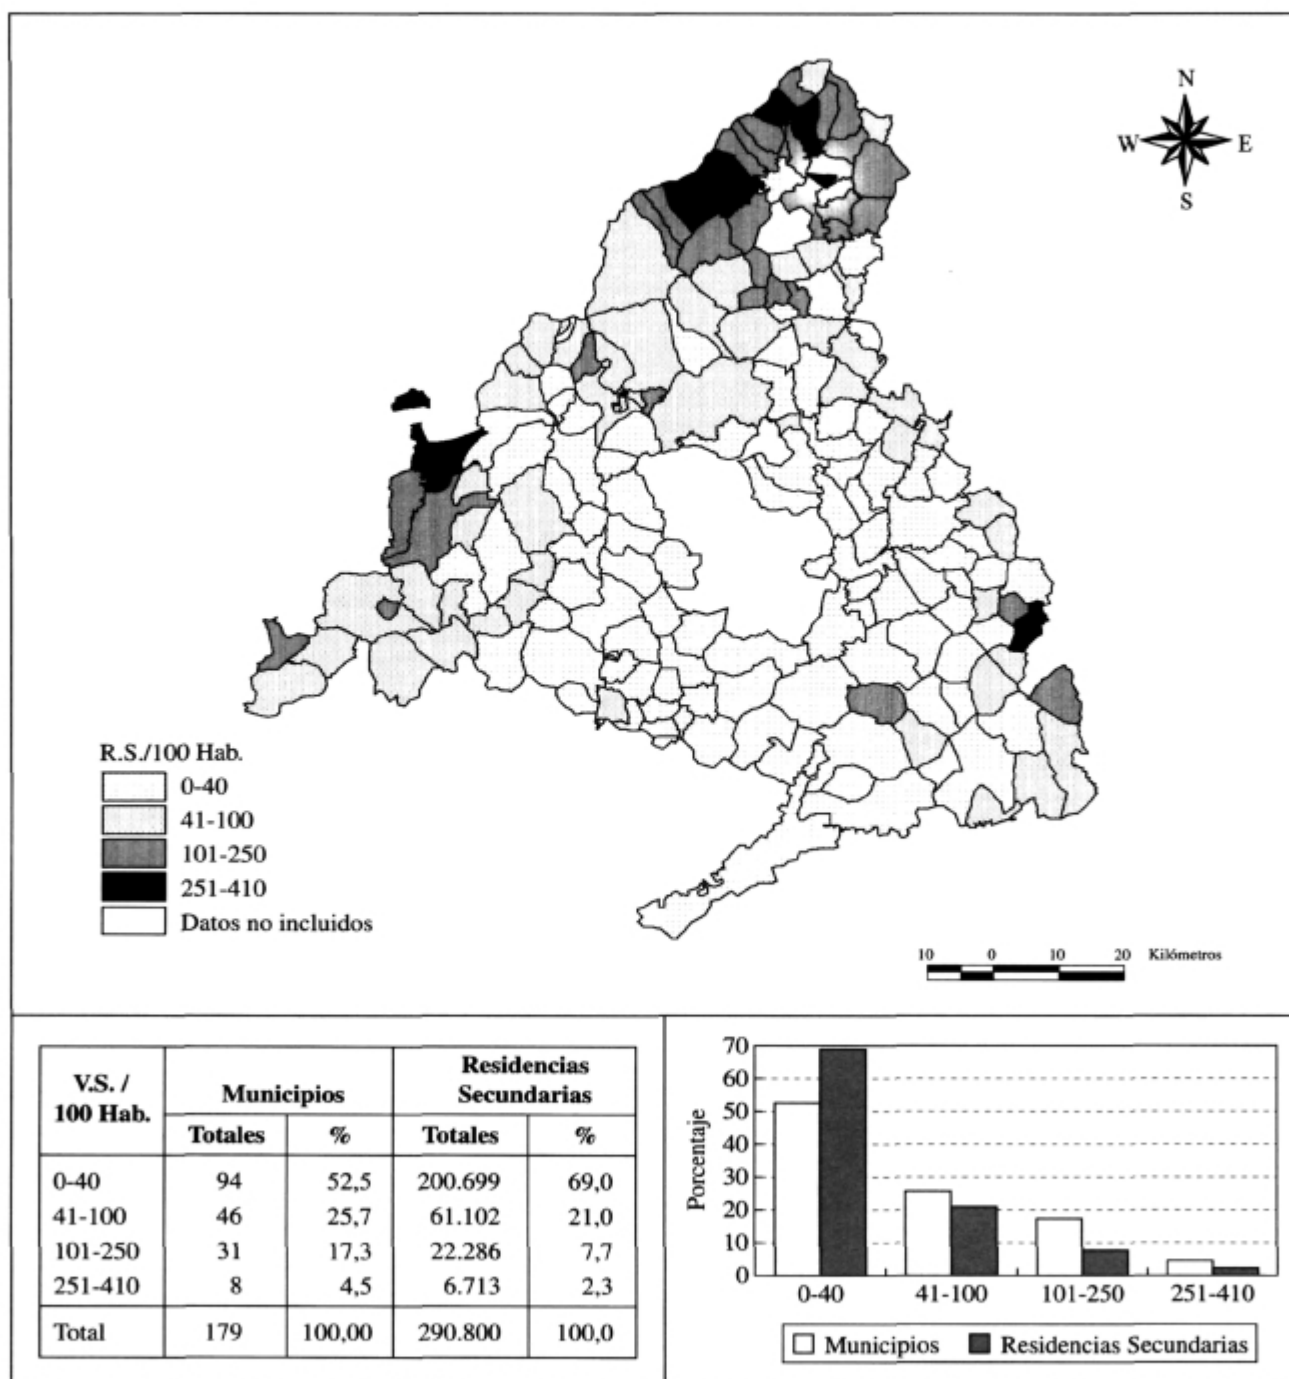 N
W E
S
R.S./100 Hab.
0-40
41-100
101-250
251-410
Datos no incluidos
10 0 10 20 Kilómetros
V.S. / 100 Hab. Municipios Residencias Secundarias
Totales % Totales %
0-40 94 52,5 200.699 69,0
41-100 46 25,7 61.102 21,0
101-250 31 17,3 22.286 7,7
251-410 8 4,5 6.713 2,3
Total 179 100,00 290.800 100,0
Porcentaje
70
60
50
40
30
20
10
0
0-40 41-100 101-250 251-410
Municipios Residencias Secundarias